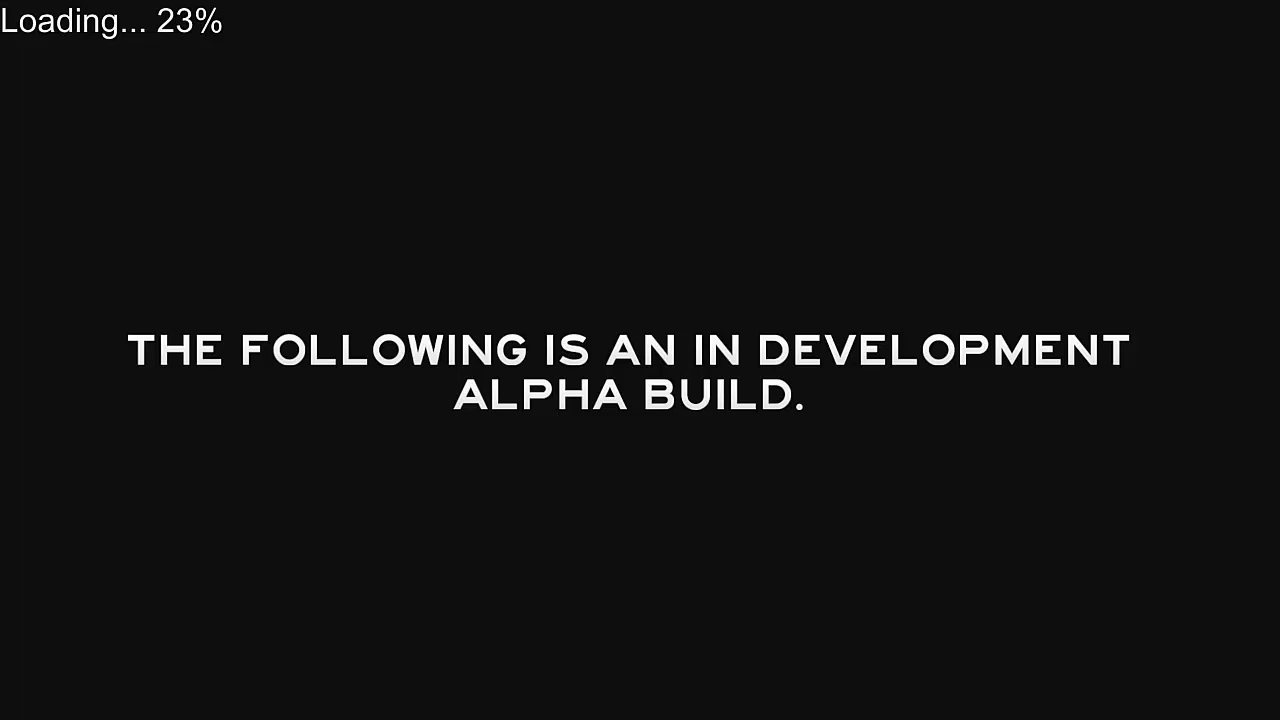 Loading... 23%
THE FOLLOWING IS AN IN DEVELOPMENT
ALPHA BUILD.